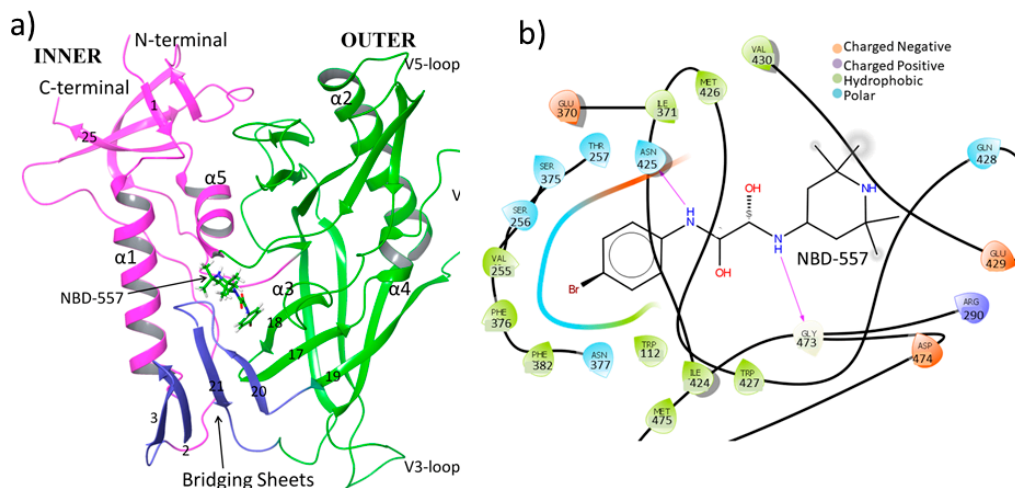 a)
INNER
N-terminal
OUTER
V5-loop
C-terminal
α2
1
25
α5
V
α1
NBD-557
α3
α4
18
17
19
21
20
3
2
V3-loop
Bridging Sheets
b)
Charged Negative
Charged Positive
Hydrophobic
Polar
VAL
430
MET
426
GLU
370
ILE
371
THR
257
ASN
425
GLN
428
SER
375
OH
NH
SER
256
H
N
S
N
H
NBD-557
OH
GLU
429
VAL
255
Br
ARG
290
PHE
376
GLY
473
TRP
112
ASP
474
PHE
382
ASN
377
ILE
424
TRP
427
MET
475